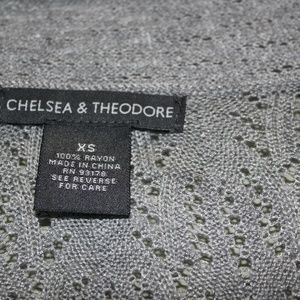 CHELSEA & THEODORE
XS
100% RAYON
MADE IN CHINA
RN 93178
SEE REVERSE
FOR CARE